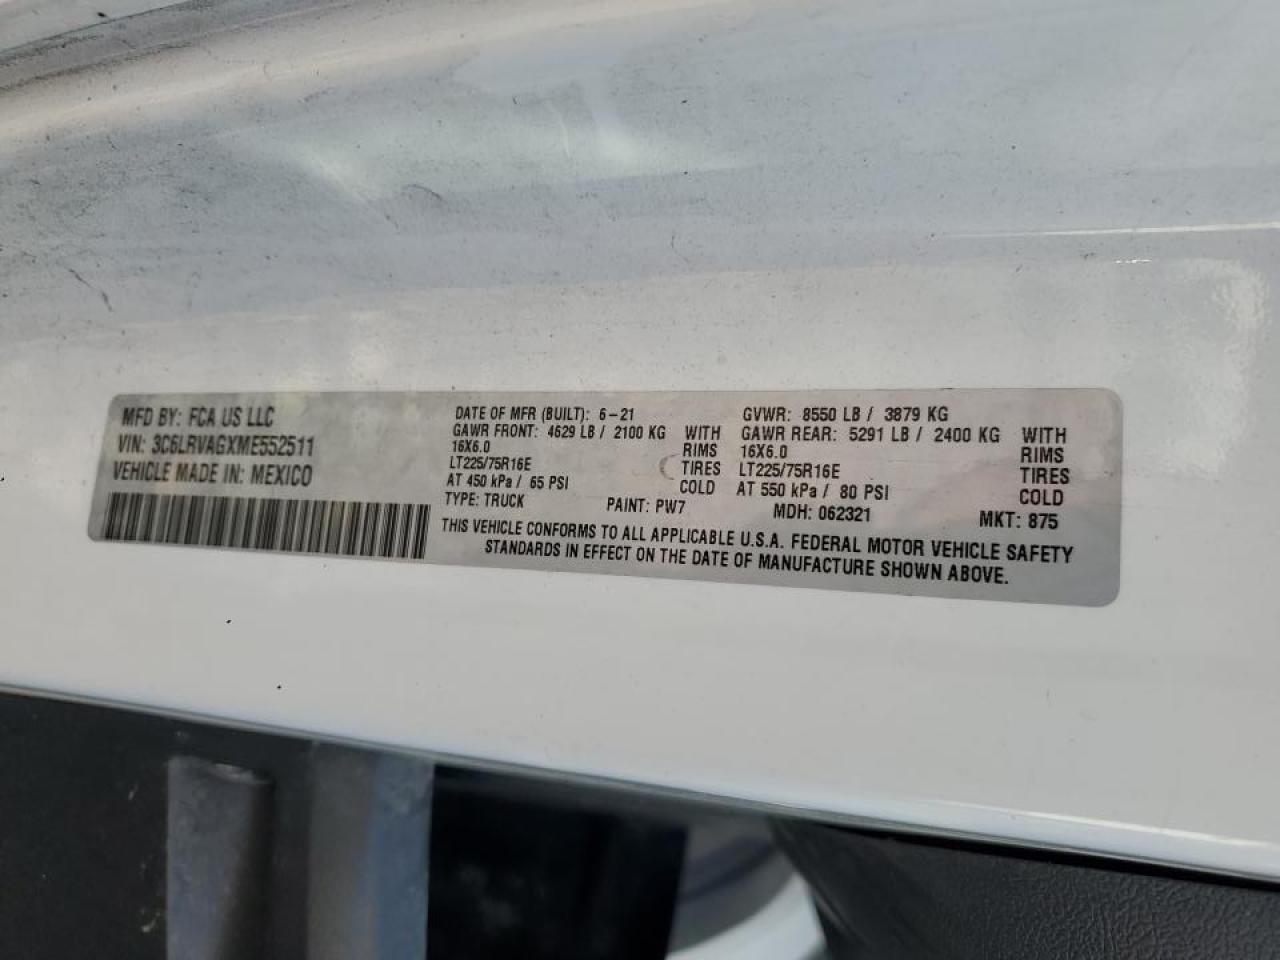 MFD BY: FCA US LLC
VIN: 3C6LRVAGXME552511
VEHICLE MADE IN: MEXICO
DATE OF MFR (BUILT): 6-21 GVWR: 8550 LB / 3879 KG
GAWR FRONT: 4629 LB / 2100 KG WITH GAWR REAR: 5291 LB / 2400 KG WITH
16X6.0 RIMS 16X6.0 RIMS
LT225/75R16E TIRES LT225/75R16E TIRES
AT 450 kPa / 65 PSI COLD AT 550 kPa / 80 PSI COLD
TYPE: TRUCK PAINT: PW7 MDH: 062321 MKT: 875
THIS VEHICLE CONFORMS TO ALL APPLICABLE U.S.A. FEDERAL MOTOR VEHICLE SAFETY
STANDARDS IN EFFECT ON THE DATE OF MANUFACTURE SHOWN ABOVE.